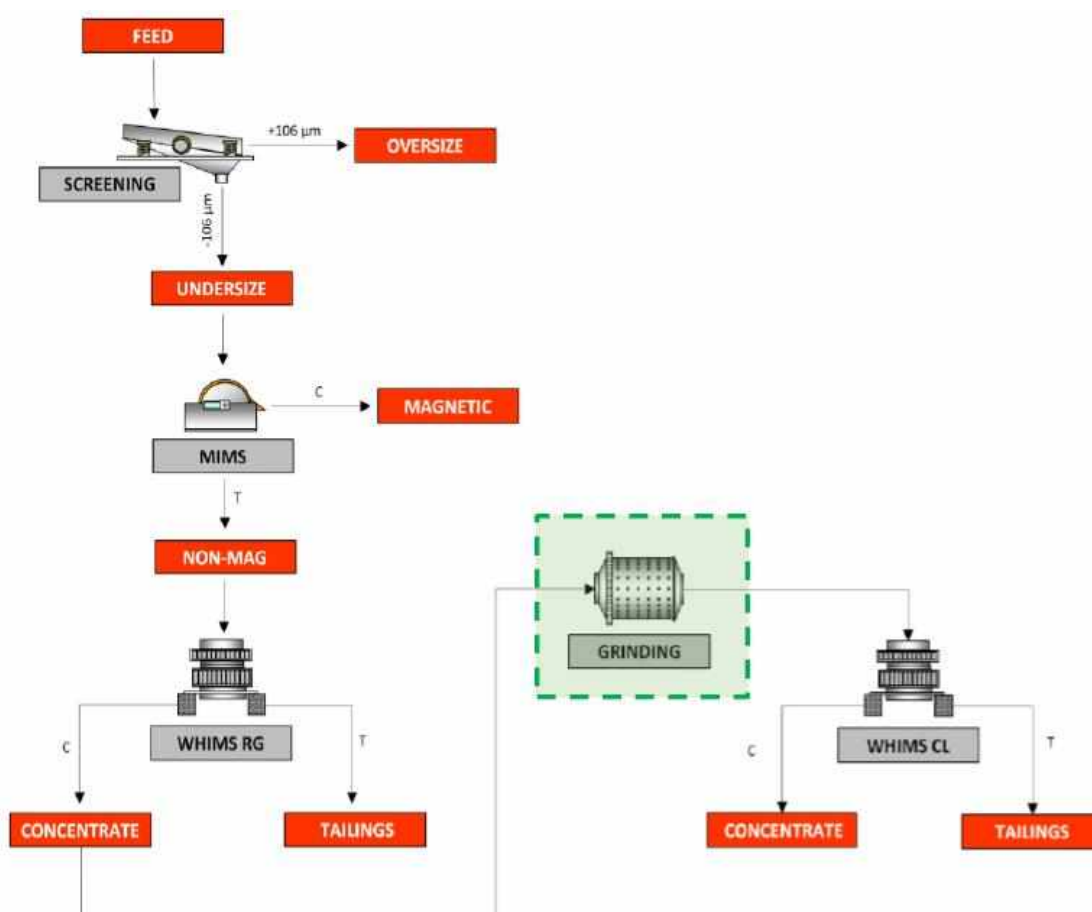 FEED
+106 µm
OVERSIZE
SCREENING
-106 µm
UNDERSIZE
C
MAGNETIC
MIMS
T
NON-MAG
GRINDING
WHIMS RG
C
T
WHIMS CL
C
T
CONCENTRATE
TAILINGS
CONCENTRATE
TAILINGS